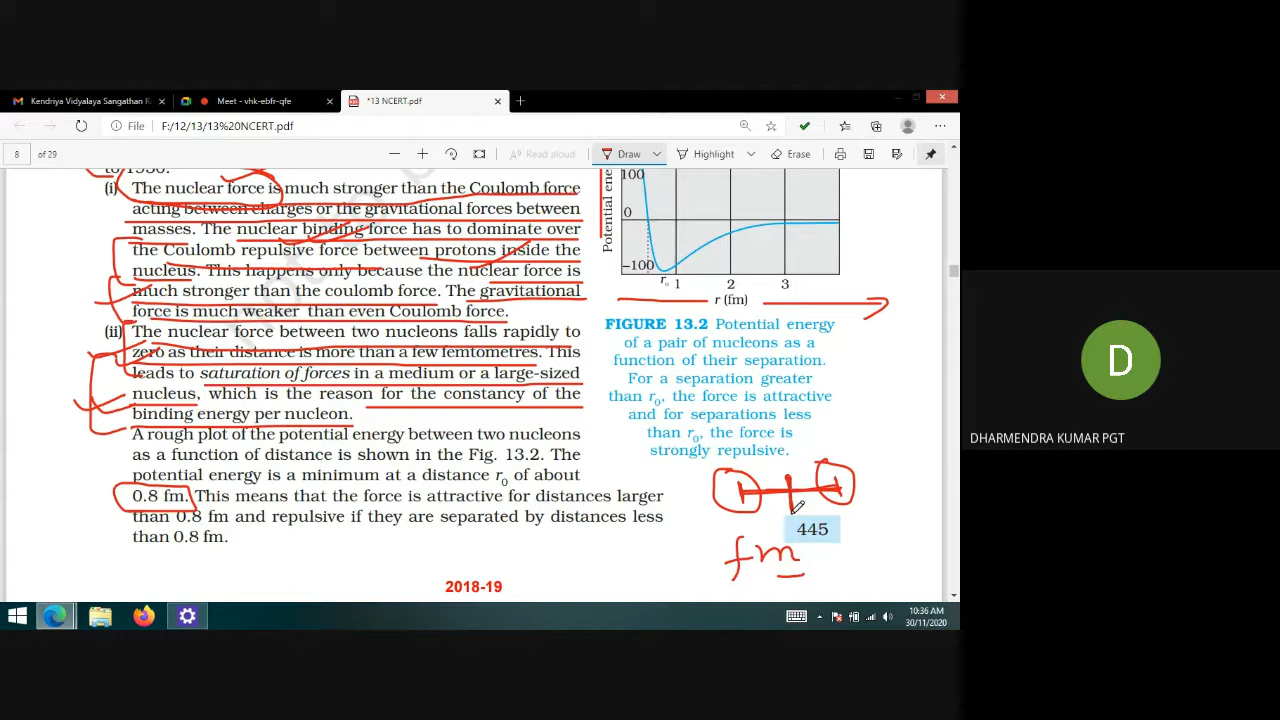 Kendriya Vidyalaya Sangathan R
Meet - vhk-ebfr-qfe
*13 NCERT.pdf
File
F:/12/13/13%20NCERT.pdf
8 of 29
Read aloud
Draw
Highlight
Erase
to 1950.
(i) The nuclear force is much stronger than the Coulomb force
acting between charges or the gravitational forces between
masses. The nuclear binding force has to dominate over
the Coulomb repulsive force between protons inside the
nucleus. This happens only because the nuclear force is
much stronger than the coulomb force. The gravitational
force is much weaker than even Coulomb force.
(ii) The nuclear force between two nucleons falls rapidly to
zero as their distance is more than a few femtometres. This
leads to saturation of forces in a medium or a large-sized
nucleus, which is the reason for the constancy of the
binding energy per nucleon.
A rough plot of the potential energy between two nucleons
as a function of distance is shown in the Fig. 13.2. The
potential energy is a minimum at a distance r0 of about
0.8 fm. This means that the force is attractive for distances larger
than 0.8 fm and repulsive if they are separated by distances less
than 0.8 fm.
Potential ene
100
0
-100
r0 1 2 3
r (fm)
FIGURE 13.2 Potential energy
of a pair of nucleons as a
function of their separation.
For a separation greater
than r0, the force is attractive
and for separations less
than r0, the force is
strongly repulsive.
445
fm
2018-19
D
DHARMENDRA KUMAR PGT
10:36 AM
30/11/2020